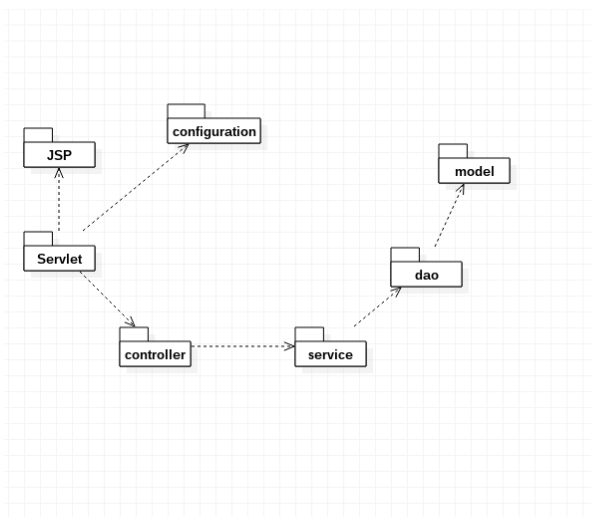 configuration
JSP
model
Servlet
dao
controller
service